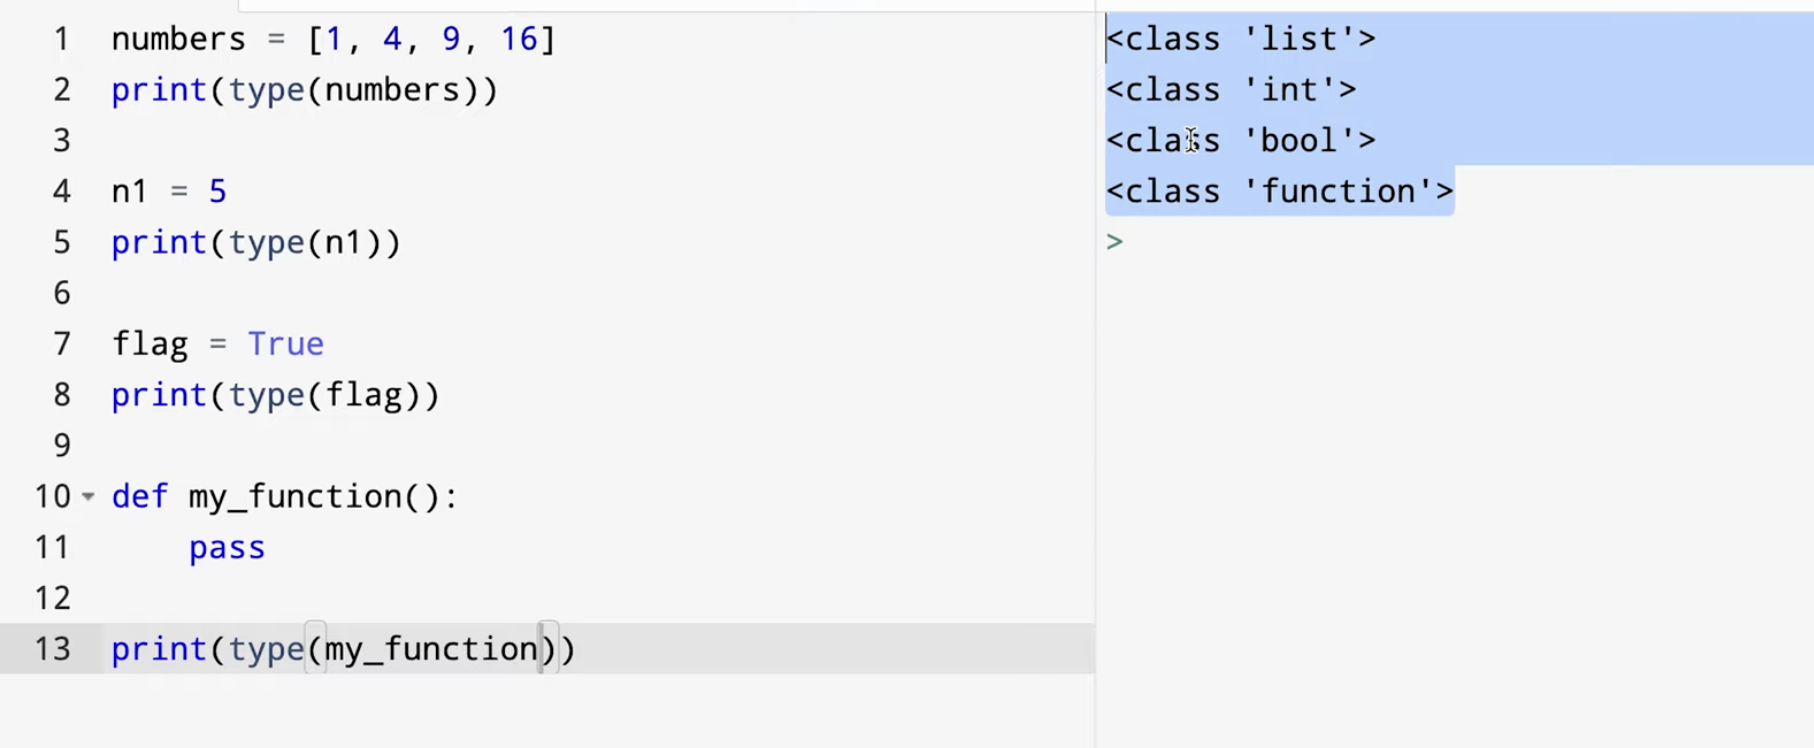 1 numbers = [1, 4, 9, 16]
2 print(type(numbers))
3
4 n1 = 5
5 print(type(n1))
6
7 flag = True
8 print(type(flag))
9
10 def my_function():
11     pass
12
13 print(type(my_function))
<class 'list'>
<class 'int'>
<class 'bool'>
<class 'function'>
>